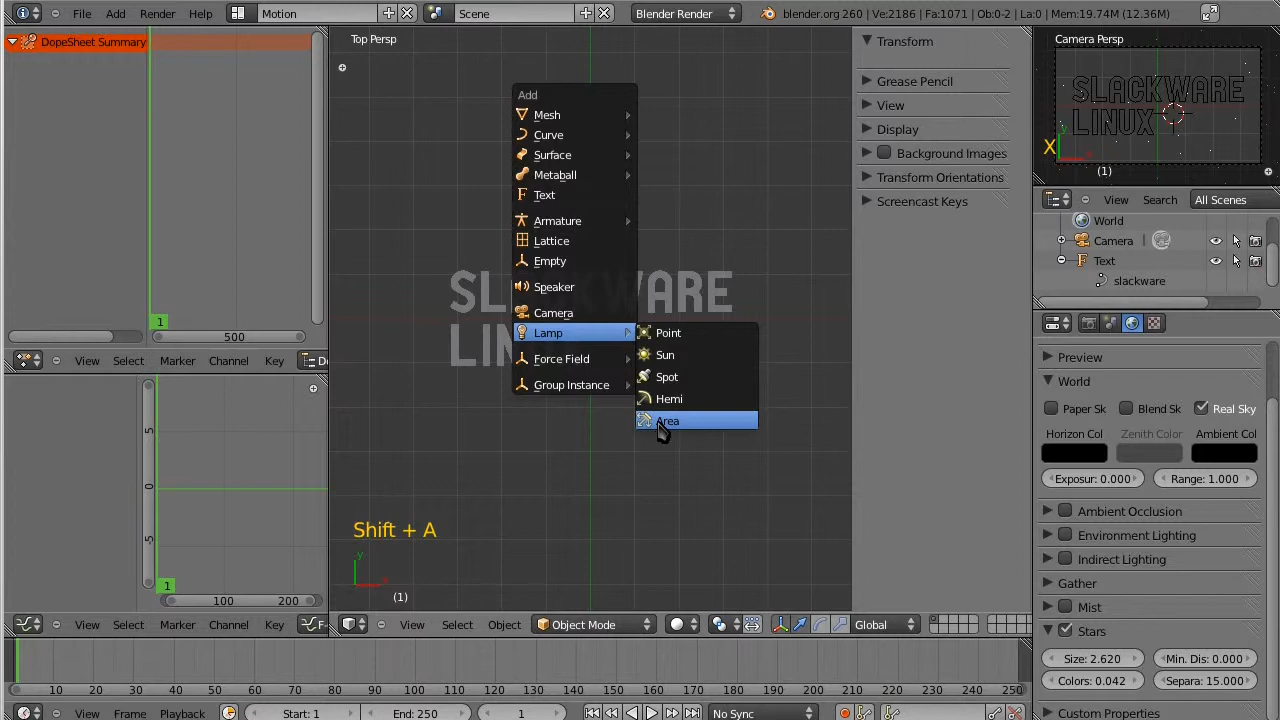 File Add Render Help Motion Scene Blender Render blender.org 260 | Ve:2186 | Fa:1071 | Ob:0-2 | La:0 | Mem:19.74M (12.36M)
DopeSheet Summary
1
500
View Select Marker Channel Key
5
0
-5
1
100 200
View Select Marker Channel Key
Top Persp
Add
Mesh
Curve
Surface
Metaball
Text
Armature
Lattice
Empty
Speaker
Camera
Lamp
Force Field
Group Instance
Point
Sun
Spot
Hemi
Area
Shift + A
y
(1)
View Select Object Object Mode Global
Transform
Grease Pencil
View
Display
Background Images
Transform Orientations
Screencast Keys
Camera Persp
SLACKWARE
LINUX
X
y
(1)
View Search All Scenes
World
Camera
Text
slackware
Preview
World
Paper Sk Blend Sk Real Sky
Horizon Col Zenith Color Ambient Col
Exposur: 0.000 Range: 1.000
Ambient Occlusion
Environment Lighting
Indirect Lighting
Gather
Mist
Stars
Size: 2.620 Min. Dis: 0.000
Colors: 0.042 Separa: 15.000
Custom Properties
10 20 30 40 50 60 70 80 90 100 110 120 130 140 150 160 170 180 190 200 210 220 230 240 250
View Frame Playback Start: 1 End: 250 1 No Sync